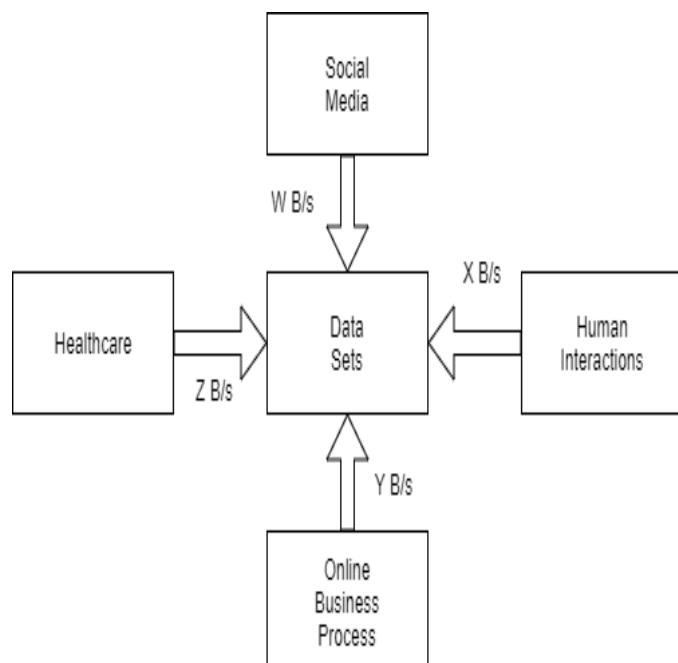 Social
Media
W B/s
X B/s
Healthcare
Data
Sets
Human
Interactions
Z B/s
Y B/s
Online
Business
Process